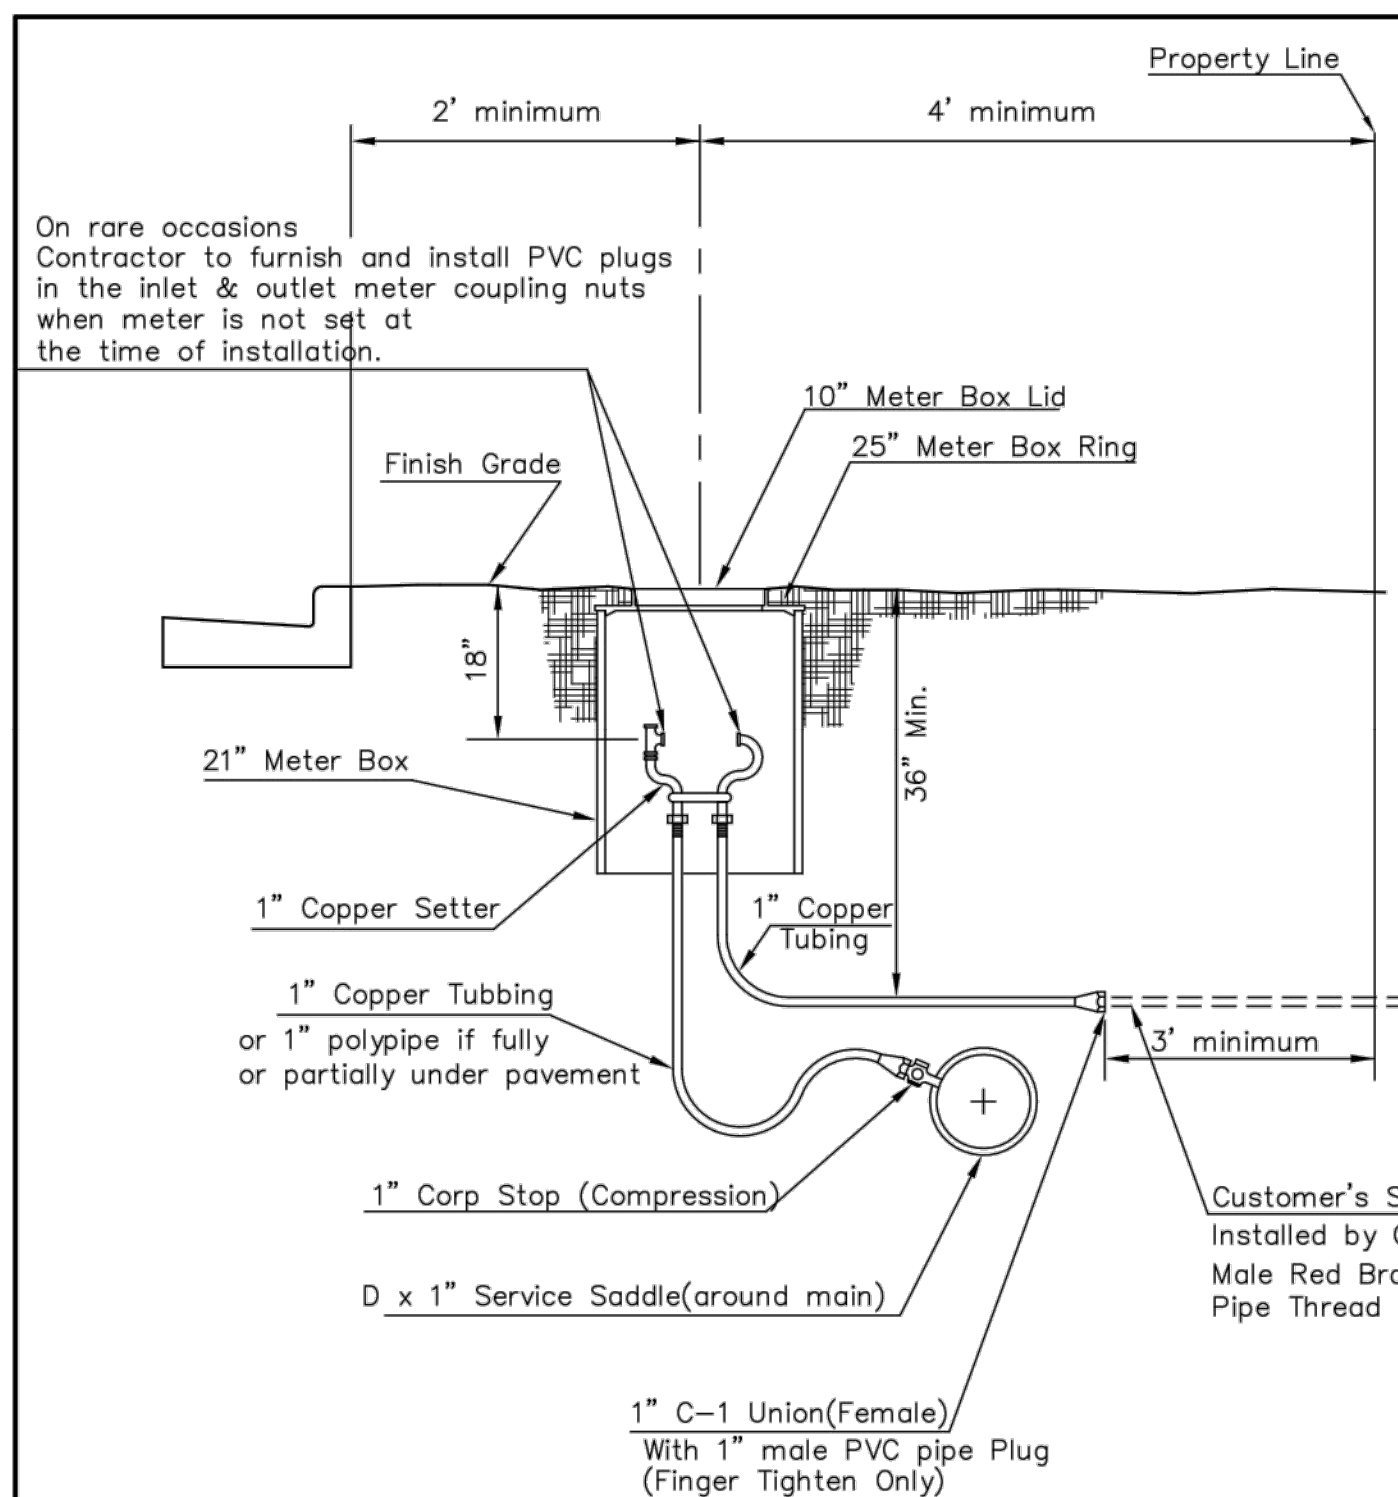 Property Line
2’ minimum
4’ minimum
On rare occasions
Contractor to furnish and install PVC plugs
in the inlet & outlet meter coupling nuts
when meter is not set at
the time of installation.
10” Meter Box Lid
25” Meter Box Ring
Finish Grade
18”
36” Min.
21” Meter Box
1” Copper Setter
1” Copper
Tubing
1” Copper Tubbing
or 1” polypipe if fully
or partially under pavement
3’ minimum
1” Corp Stop (Compression)
Customer's
Installed by
Male Red
Pipe Thread
D x 1” Service Saddle(around main)
1” C-1 Union(Female)
With 1” male PVC pipe Plug
(Finger Tighten Only)